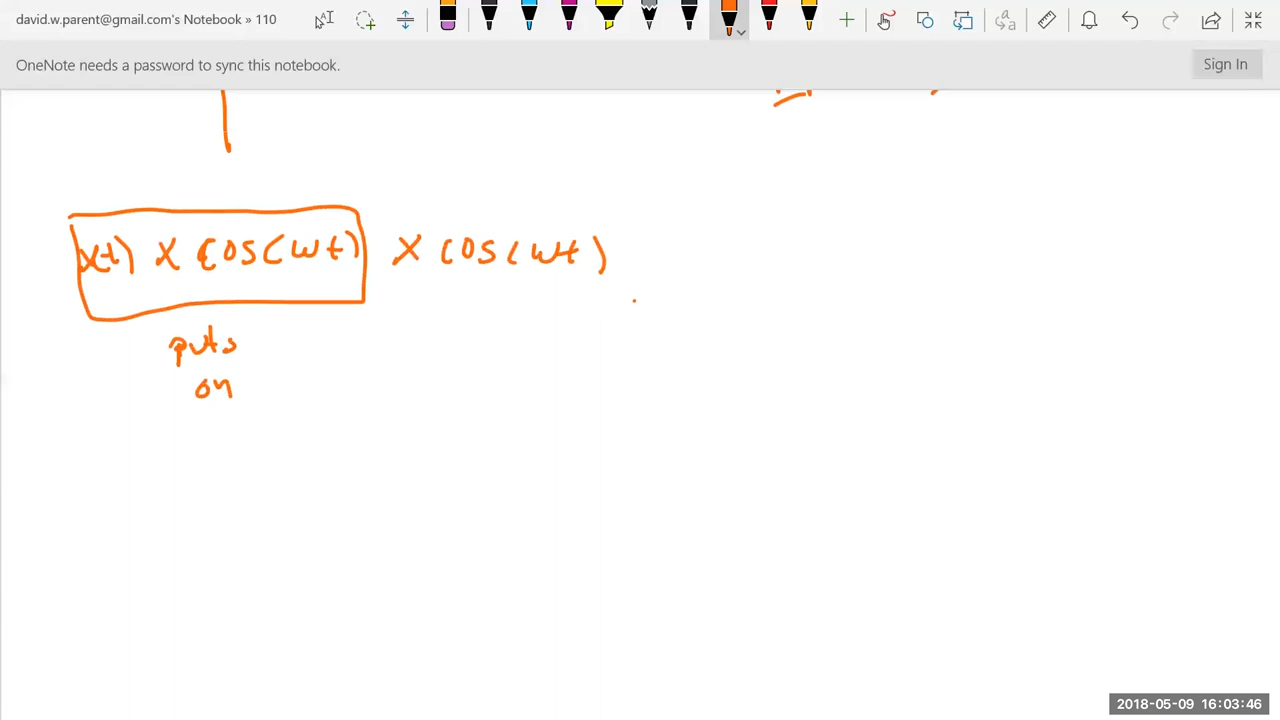 david.w.parent@gmail.com's Notebook » 110
OneNote needs a password to sync this notebook.
Sign In
x(t) x cos(wt) x cos(wt)
puts
on
2018-05-09 16:03:46